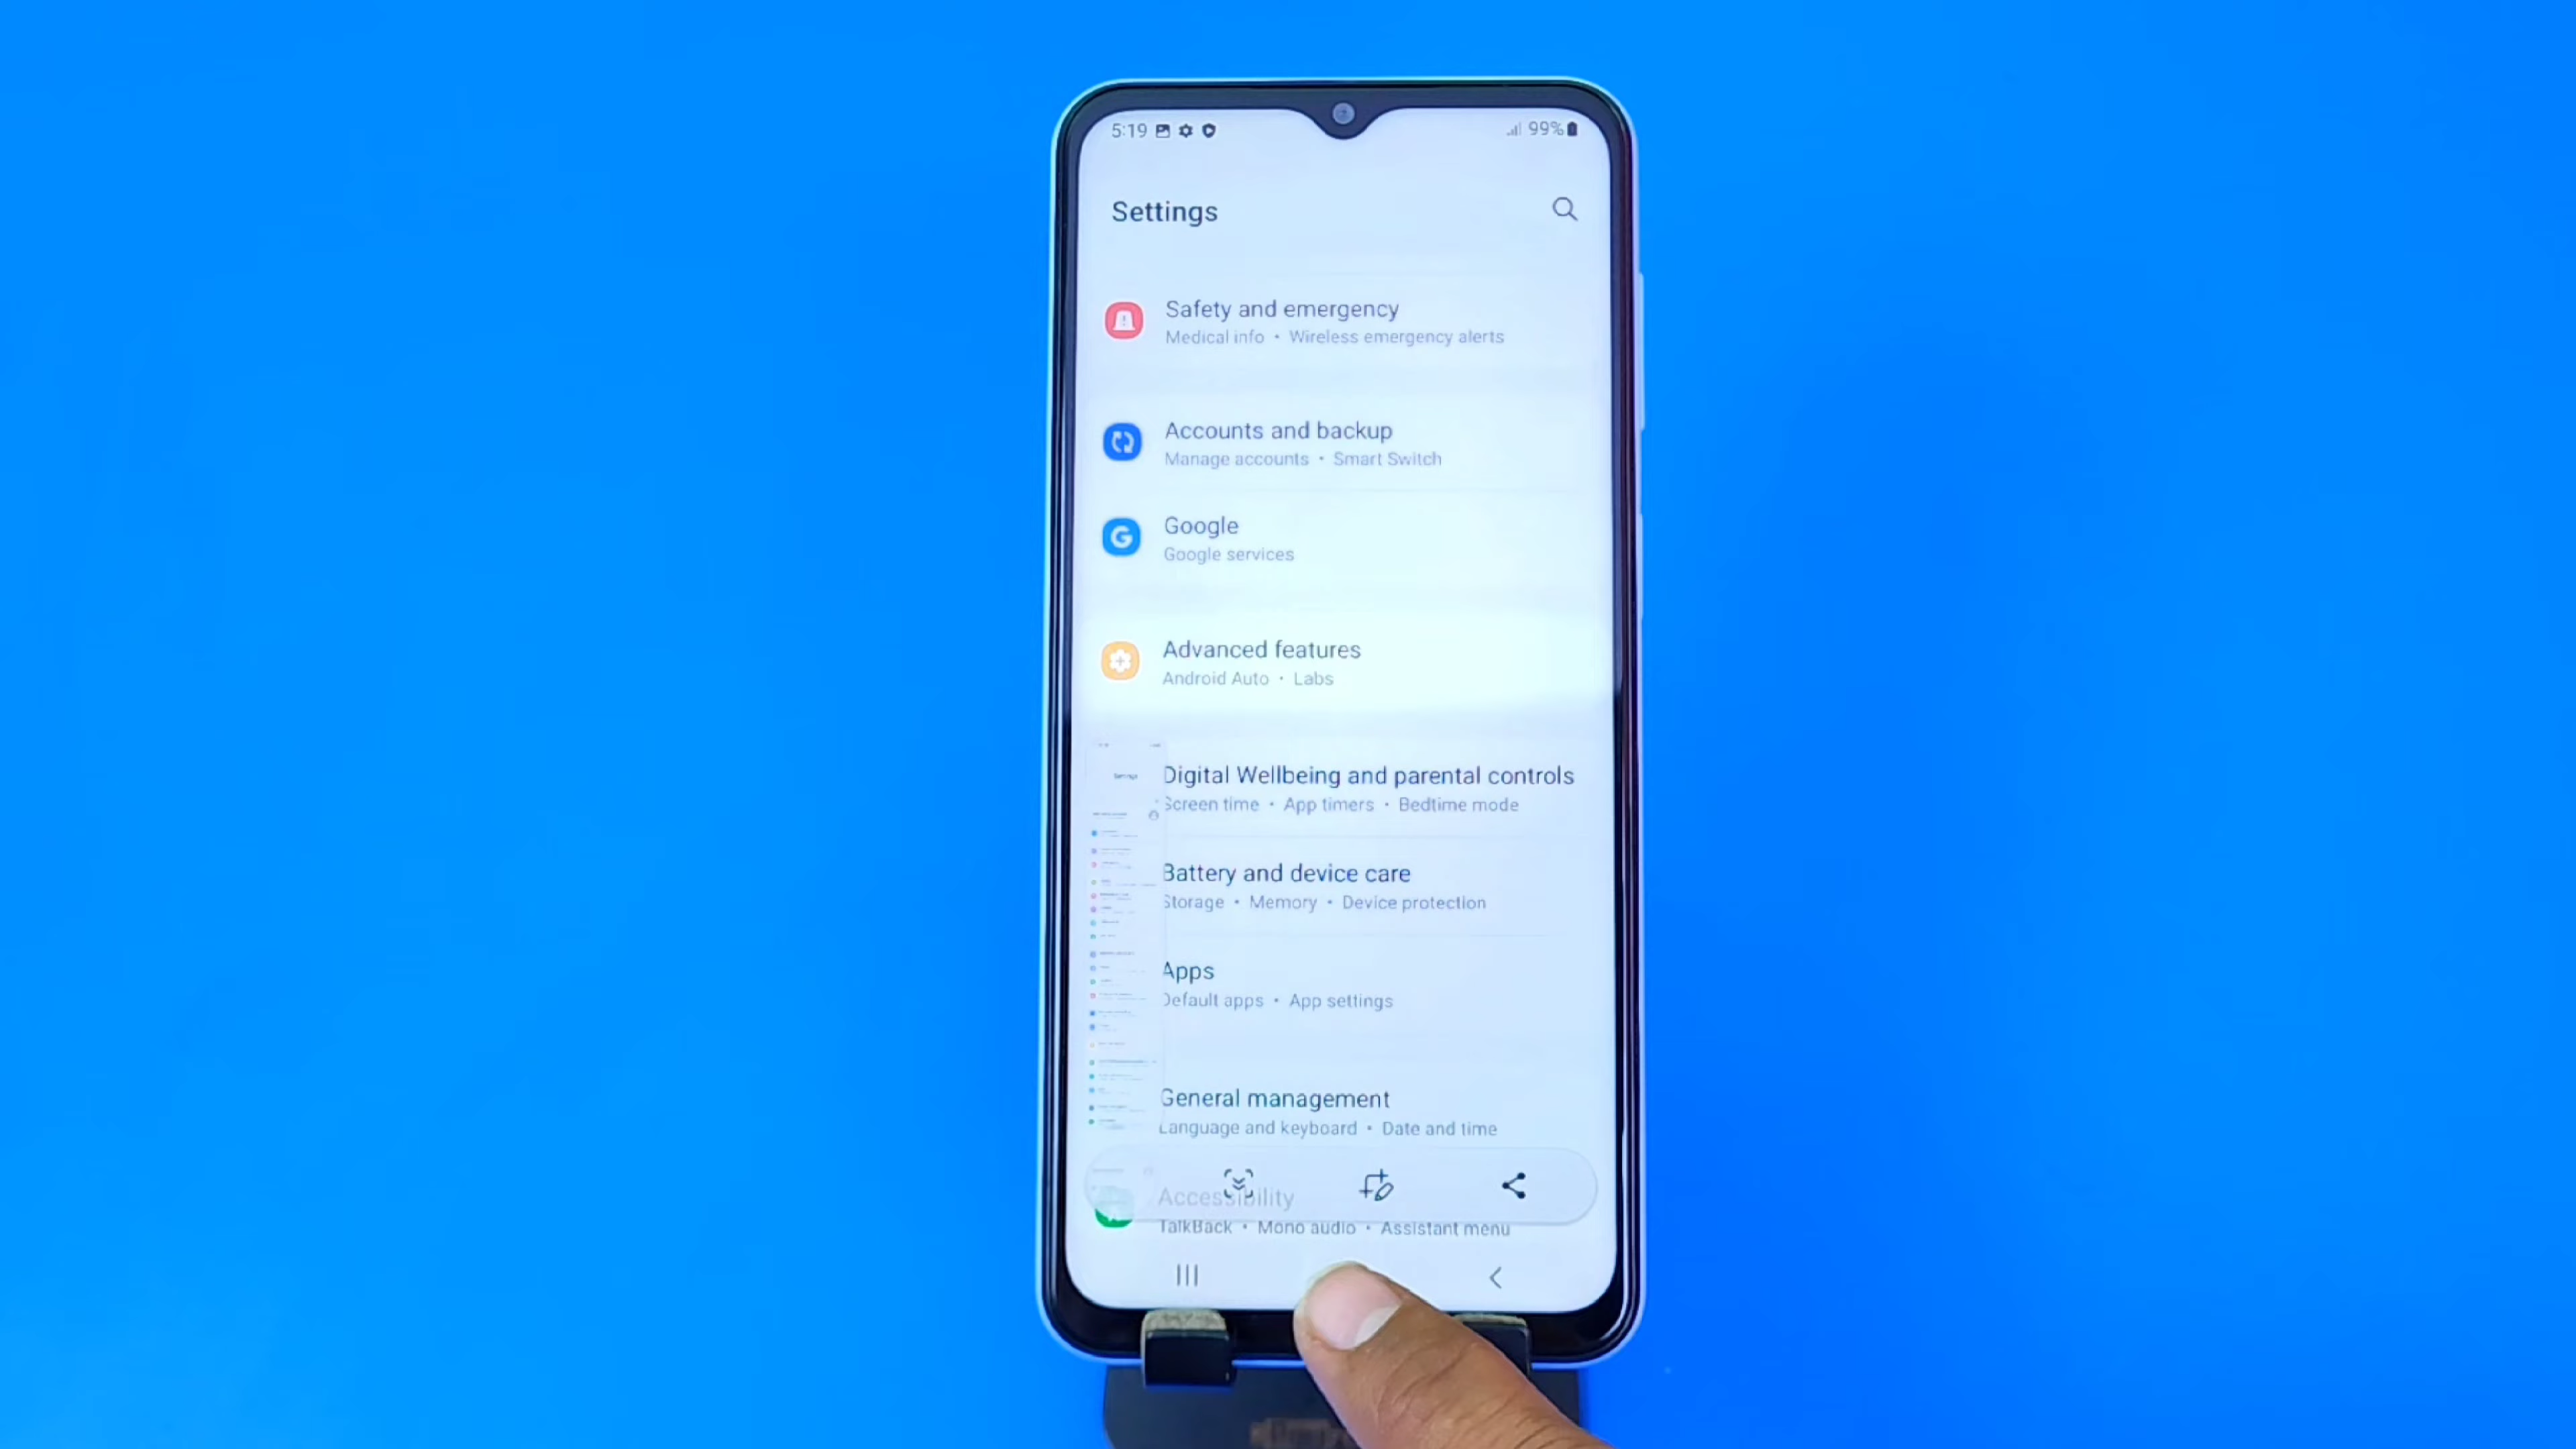 5:19
99%
Settings
Safety and emergency
Medical info • Wireless emergency alerts
Accounts and backup
Manage accounts • Smart Switch
Google
Google services
Advanced features
Android Auto • Labs
Digital Wellbeing and parental controls
Screen time • App timers • Bedtime mode
Battery and device care
Storage • Memory • Device protection
Apps
Default apps • App settings
General management
Language and keyboard • Date and time
Accessibility
TalkBack • Mono audio • Assistant menu
Settings